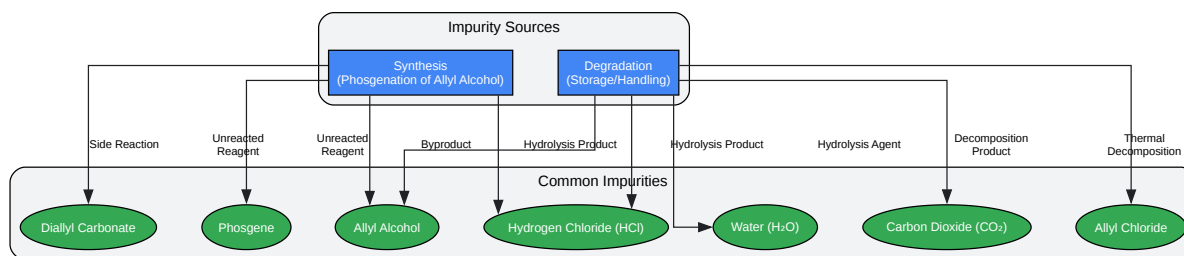 Impurity Sources
Synthesis
(Phosgenation of Allyl Alcohol)
Degradation
(Storage/Handling)
Side Reaction
Unreacted
Reagent
Unreacted
Reagent
Byproduct
Hydrolysis Product
Hydrolysis Product
Hydrolysis Agent
Decomposition
Product
Thermal
Decomposition
Common Impurities
Diallyl Carbonate
Phosgene
Allyl Alcohol
Hydrogen Chloride (HCl)
Water (H₂O)
Carbon Dioxide (CO₂)
Allyl Chloride